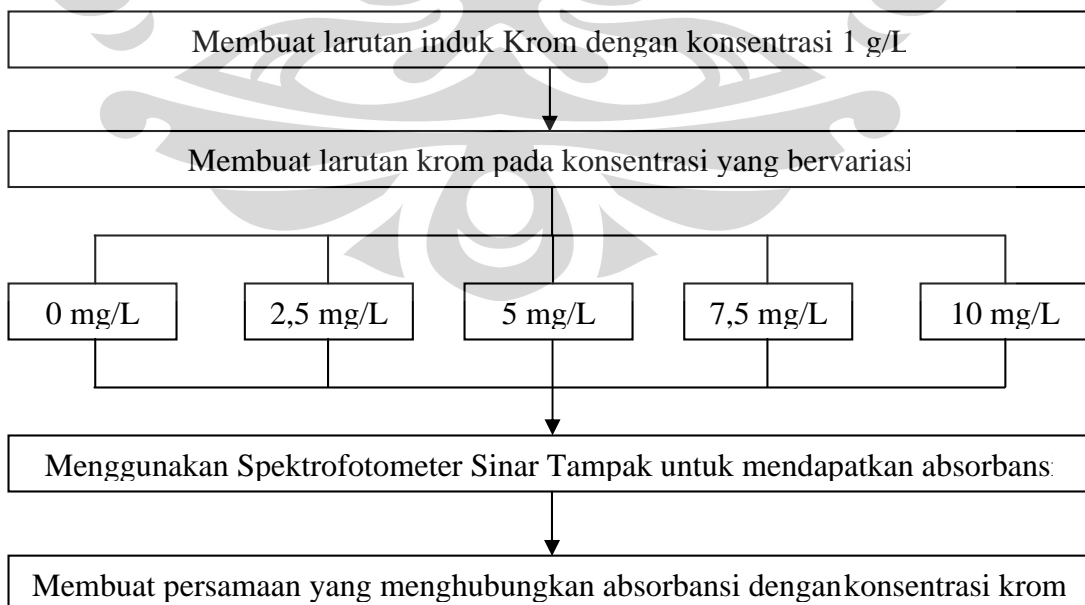 Membuat larutan induk Krom dengan konsentrasi 1 g/L
Membuat larutan krom pada konsentrasi yang bervariasi
0 mg/L
2,5 mg/L
5 mg/L
7,5 mg/L
10 mg/L
Menggunakan Spektrofotometer Sinar Tampak untuk mendapatkan absorbansi
Membuat persamaan yang menghubungkan absorbansi dengankonsentrasi krom